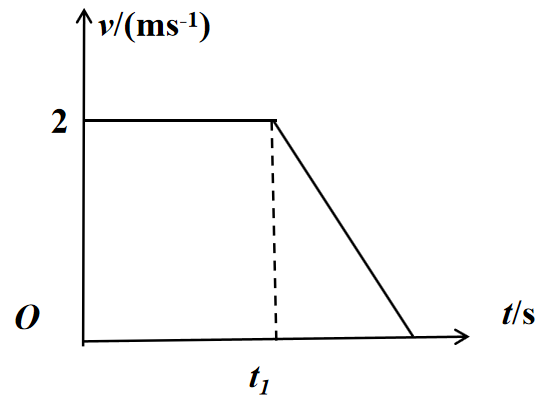 v/(ms-1)
2
O
t/s
t1